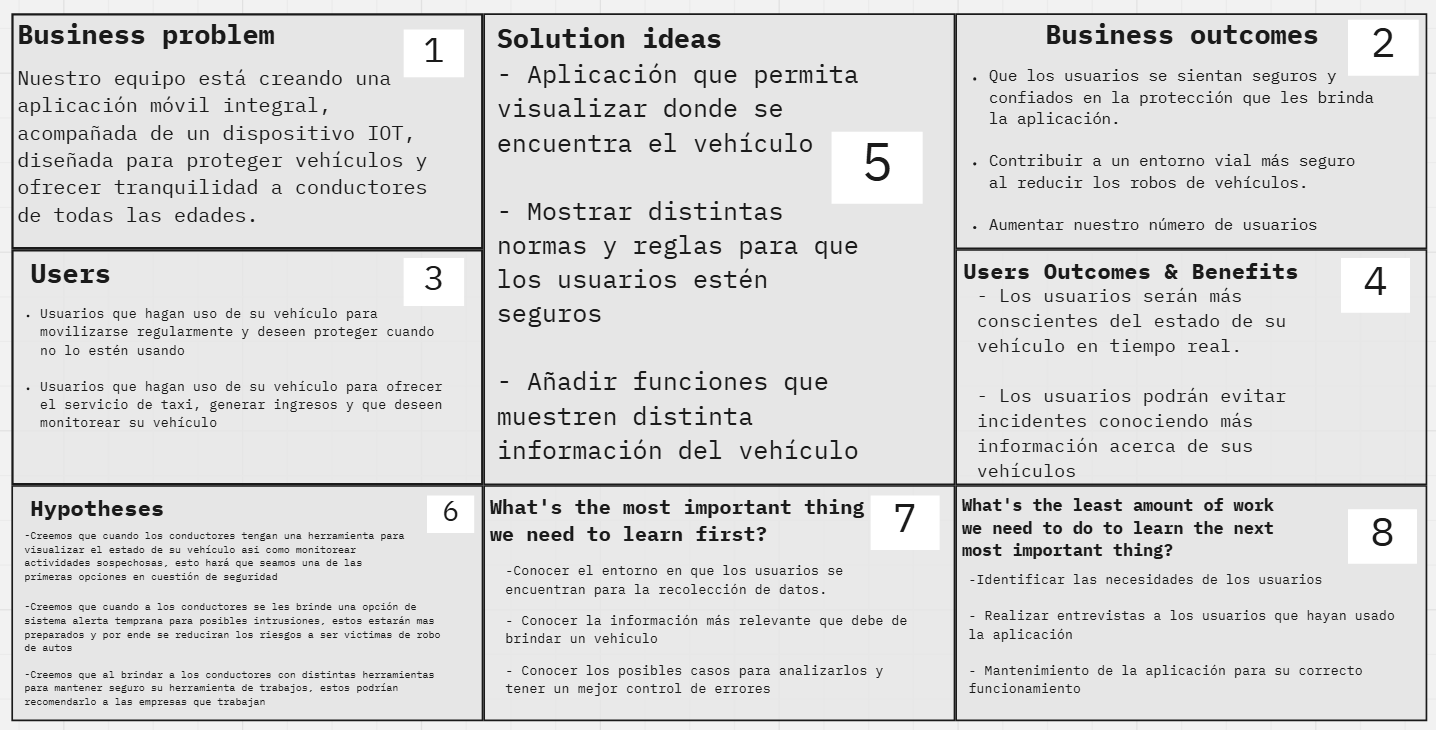 Business problem
1
Nuestro equipo está creando una
aplicación móvil integral,
acompañada de un dispositivo IOT,
diseñada para proteger vehículos y
ofrecer tranquilidad a conductores
de todas las edades.
Solution ideas
5
- Aplicación que permita
visualizar donde se
encuentra el vehículo
- Mostrar distintas
normas y reglas para que
los usuarios estén
seguros
- Añadir funciones que
muestren distinta
información del vehículo
Business outcomes
2
. Que los usuarios se sientan seguros y
confiados en la protección que les brinda
la aplicación.
. Contribuir a un entorno vial más seguro
al reducir los robos de vehículos.
. Aumentar nuestro número de usuarios
Users
3
. Usuarios que hagan uso de su vehículo para
movilizarse regularmente y deseen proteger cuando
no lo estén usando
. Usuarios que hagan uso de su vehículo para ofrecer
el servicio de taxi, generar ingresos y que deseen
monitorear su vehículo
Users Outcomes & Benefits
4
- Los usuarios serán más
conscientes del estado de su
vehículo en tiempo real.
- Los usuarios podrán evitar
incidentes conociendo más
información acerca de sus
vehículos
Hypotheses
6
-Creemos que cuando los conductores tengan una herramienta para
visualizar el estado de su vehículo asi como monitorear
actividades sospechosas, esto hará que seamos una de las
primeras opciones en cuestión de seguridad
-Creemos que cuando a los conductores se les brinde una opción de
sistema alerta temprana para posibles intrusiones, estos estarán mas
preparados y por ende se reduciran los riesgos a ser victimas de robo
de autos
-Creemos que al brindar a los conductores con distintas herramientas
para mantener seguro su herramienta de trabajos, estos podrían
recomendarlo a las empresas que trabajan
What's the most important thing
we need to learn first?
7
-Conocer el entorno en que los usuarios se
encuentran para la recolección de datos.
- Conocer la información más relevante que debe de
brindar un vehiculo
- Conocer los posibles casos para analizarlos y
tener un mejor control de errores
What's the least amount of work
we need to do to learn the next
most important thing?
8
-Identificar las necesidades de los usuarios
- Realizar entrevistas a los usuarios que hayan usado
la aplicación
- Mantenimiento de la aplicación para su correcto
funcionamiento